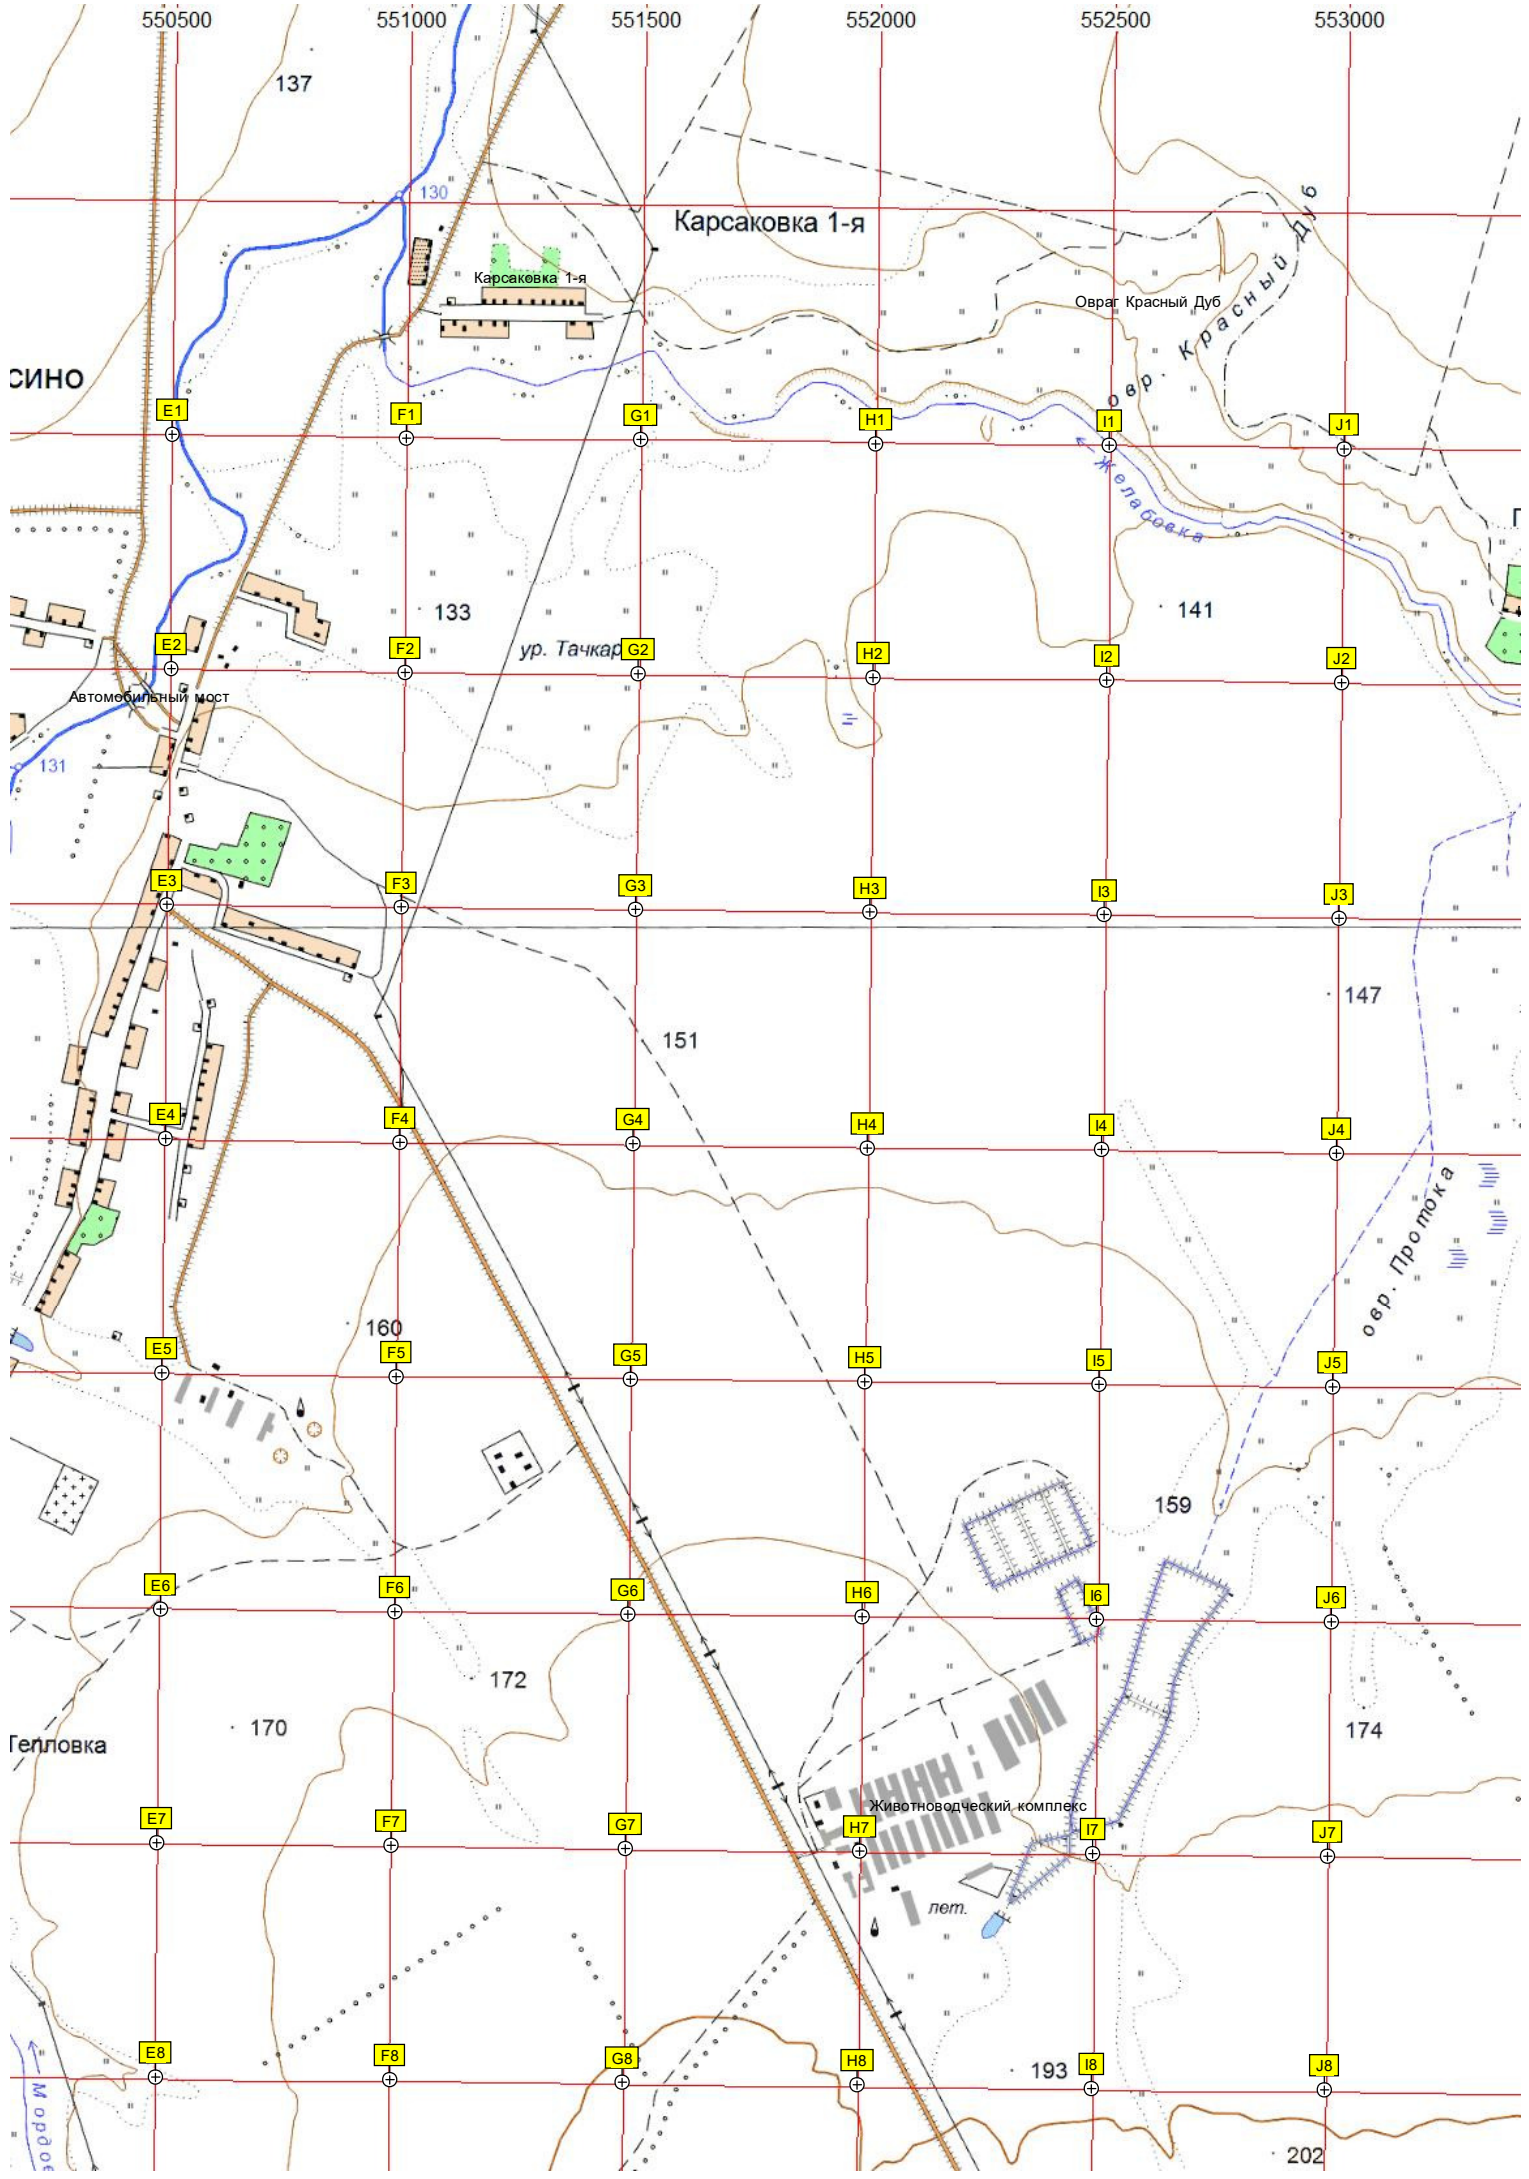 550500 551000 551500 552000 552500 553000
137
130
Карсаковка 1-я
Карсаковка 1-я
Овраг Красный Дуб
овр. Красный Дуб
сино
E1 F1 G1 H1 I1 J1
Желабовка
133
141
ур. Тачкар
E2 F2 G2 H2 I2 J2
Автомобильный мост
131
E3 F3 G3 H3 I3 J3
147
151
E4 F4 G4 H4 I4 J4
овр. Протока
160
E5 F5 G5 H5 I5 J5
159
E6 F6 G6 H6 I6 J6
172
170
174
Тепловка
Животноводческий комплекс
E7 F7 G7 H7 I7 J7
лет.
E8 F8 G8 H8 I8 J8
193
Мордов
202